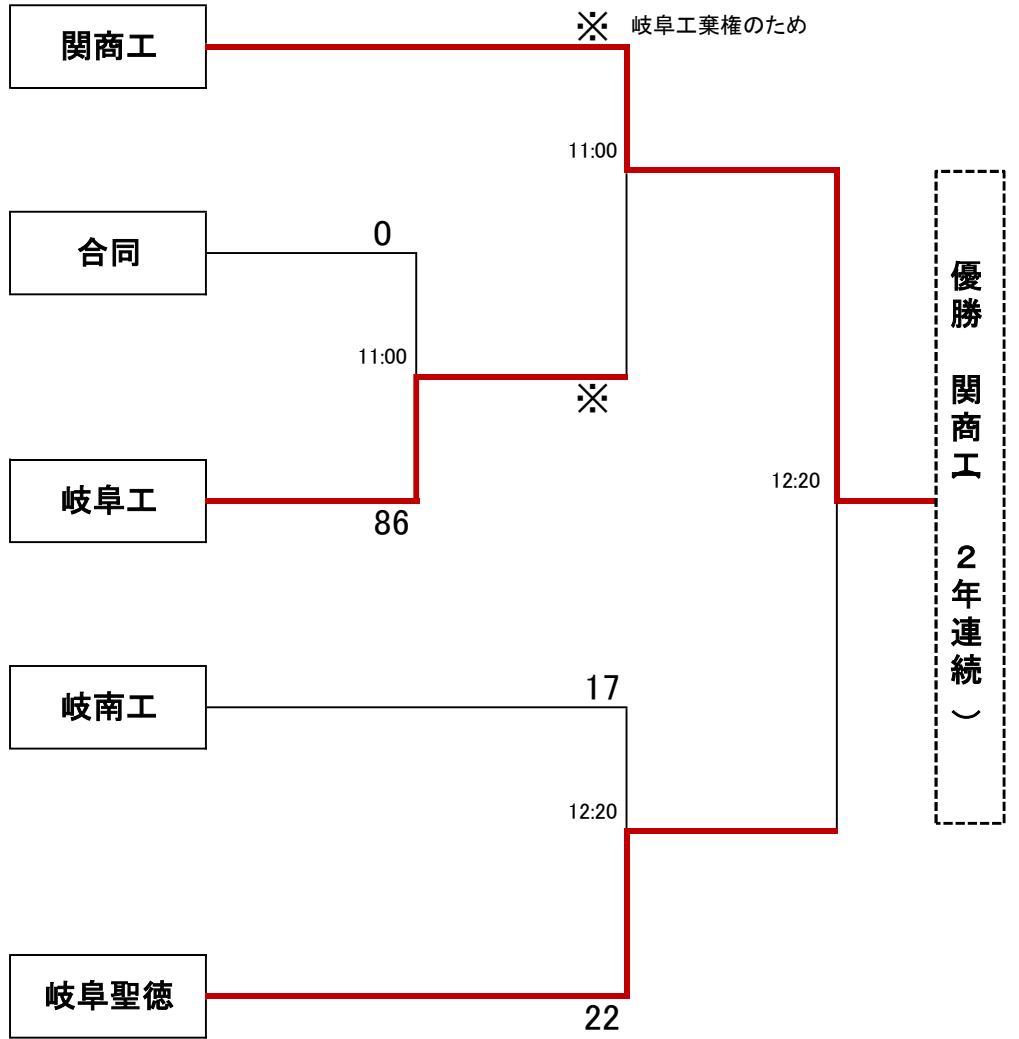 関商工
※ 岐阜工棄権のため
11:00
合同
0
11:00
※
岐阜工
86
12:20
優勝 関商工 2年連続)
岐南工
17
12:20
岐阜聖徳
22